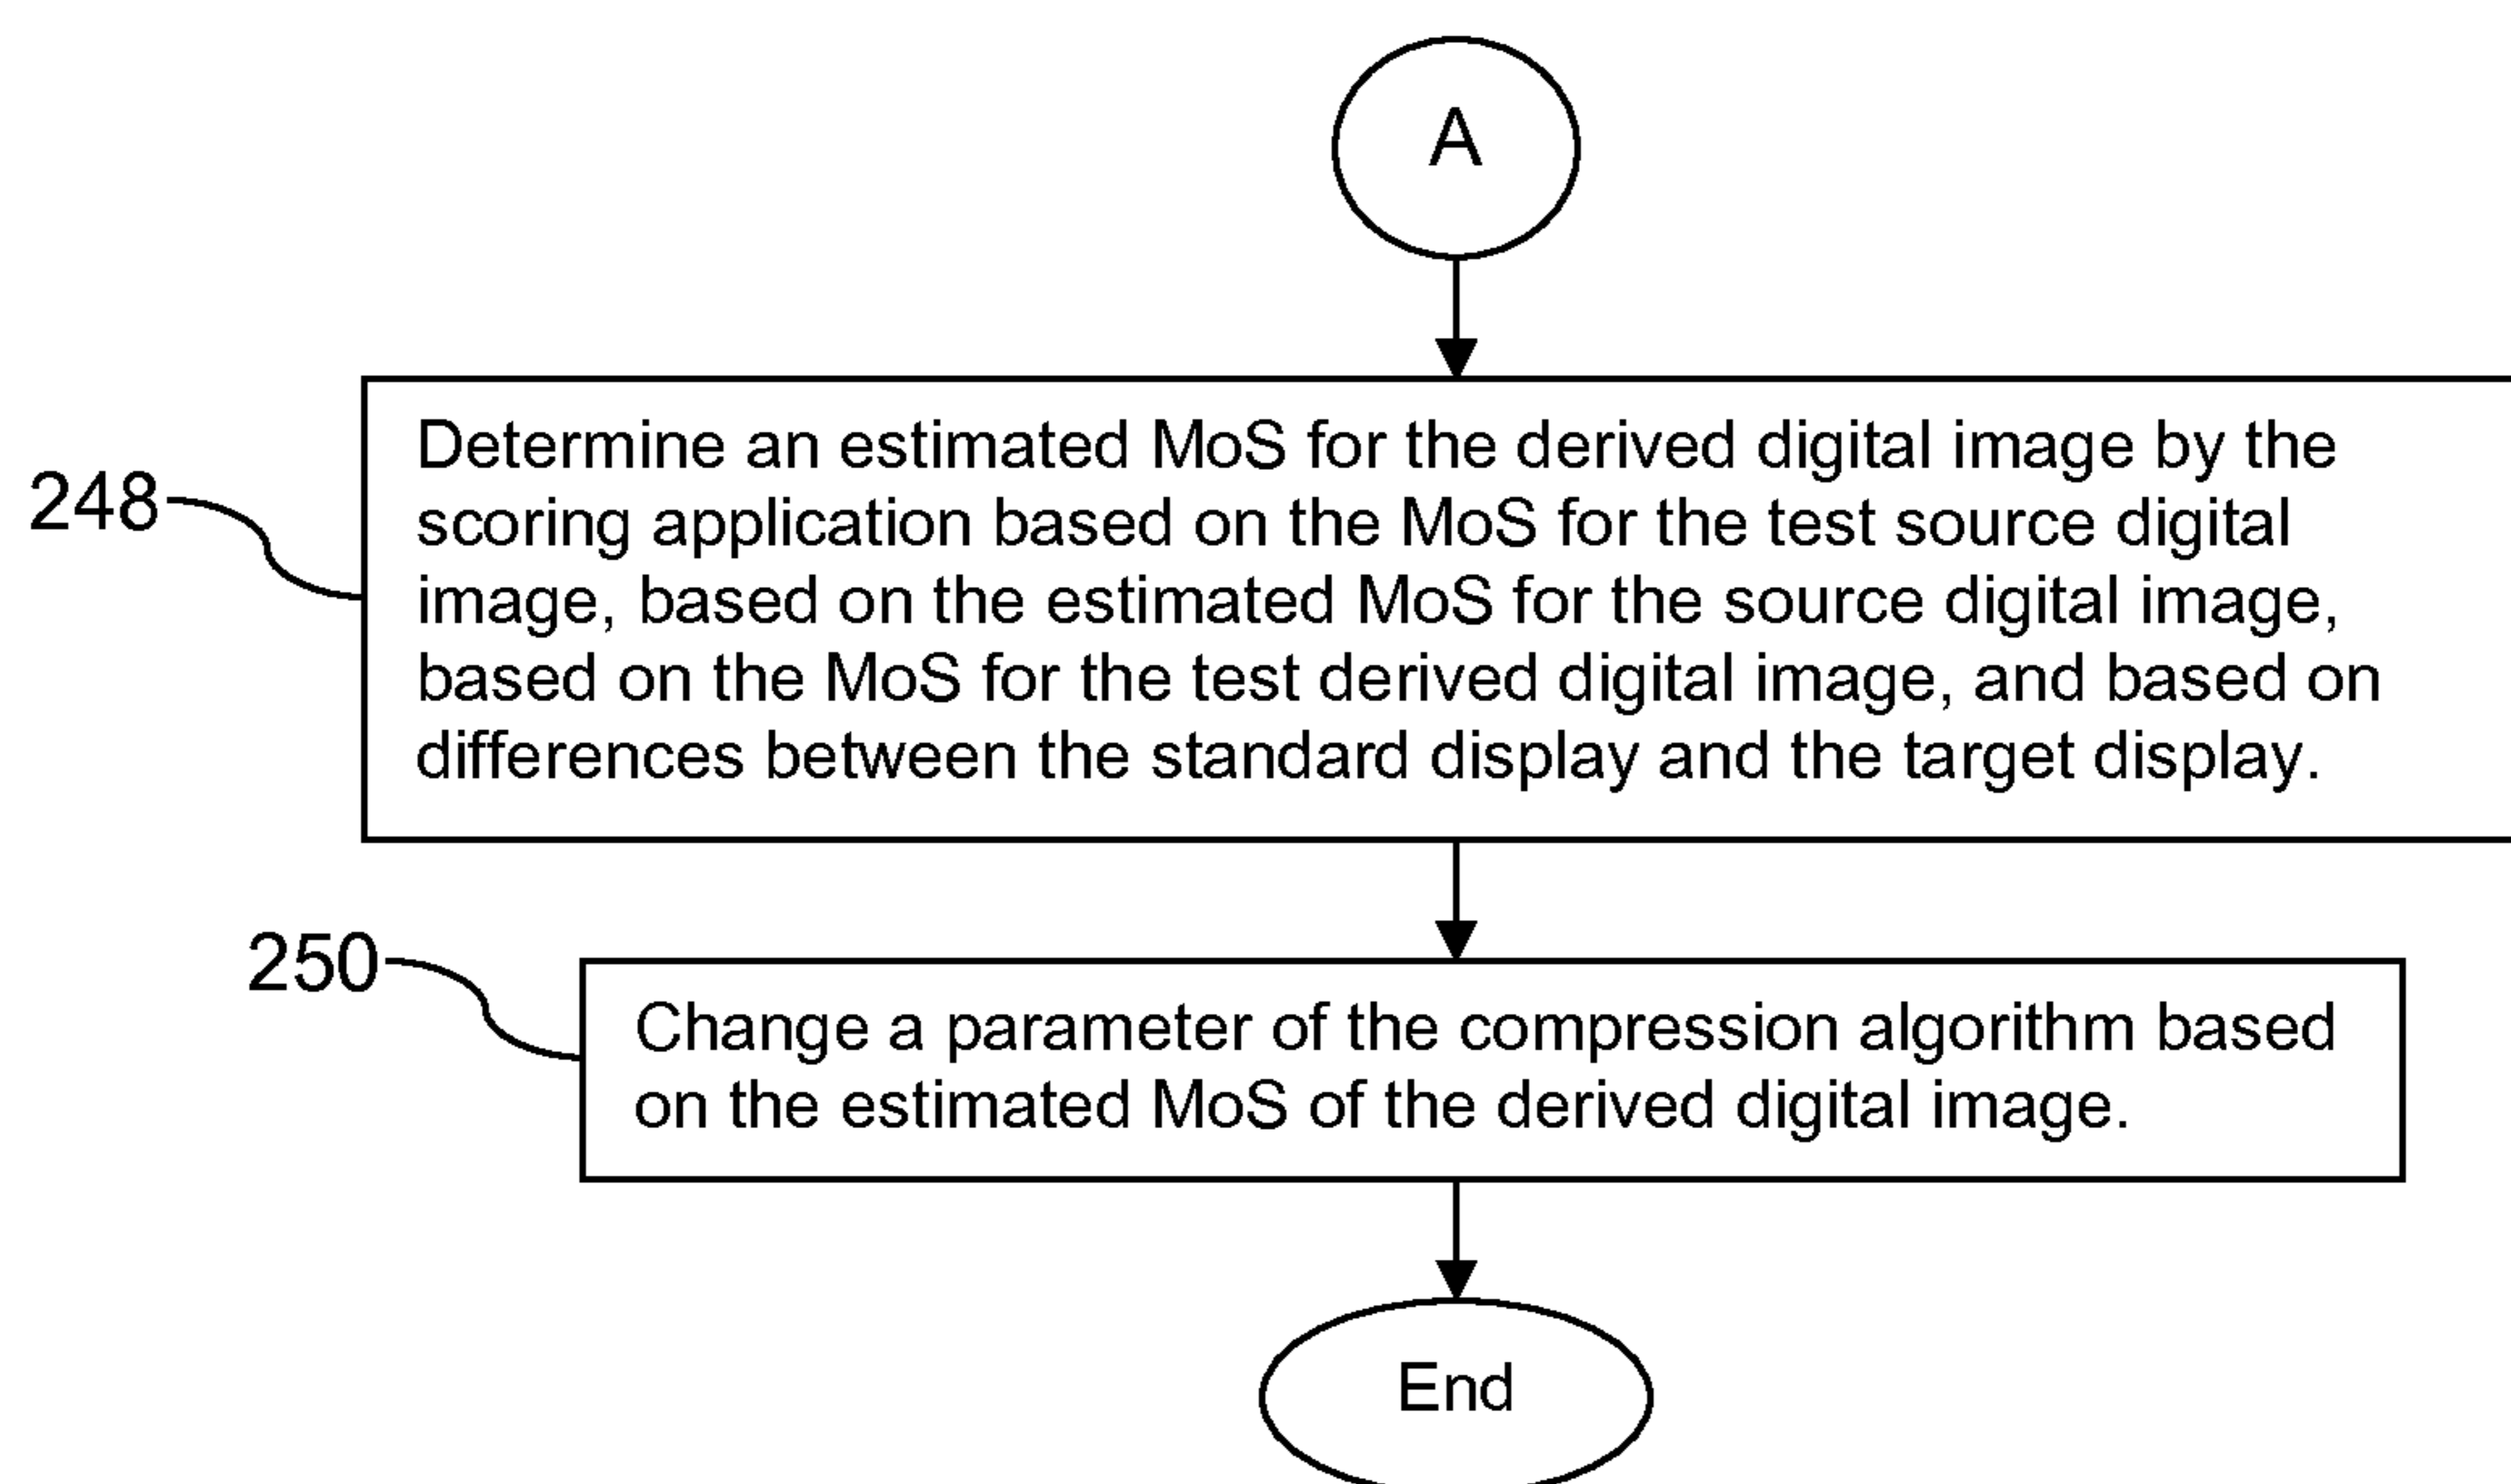 A
Determine an estimated MoS for the derived digital image by the
scoring application based on the MoS for the test source digital
image, based on the estimated MoS for the source digital image,
based on the MoS for the test derived digital image, and based on
differences between the standard display and the target display.
248
250
Change a parameter of the compression algorithm based
on the estimated MoS of the derived digital image.
End